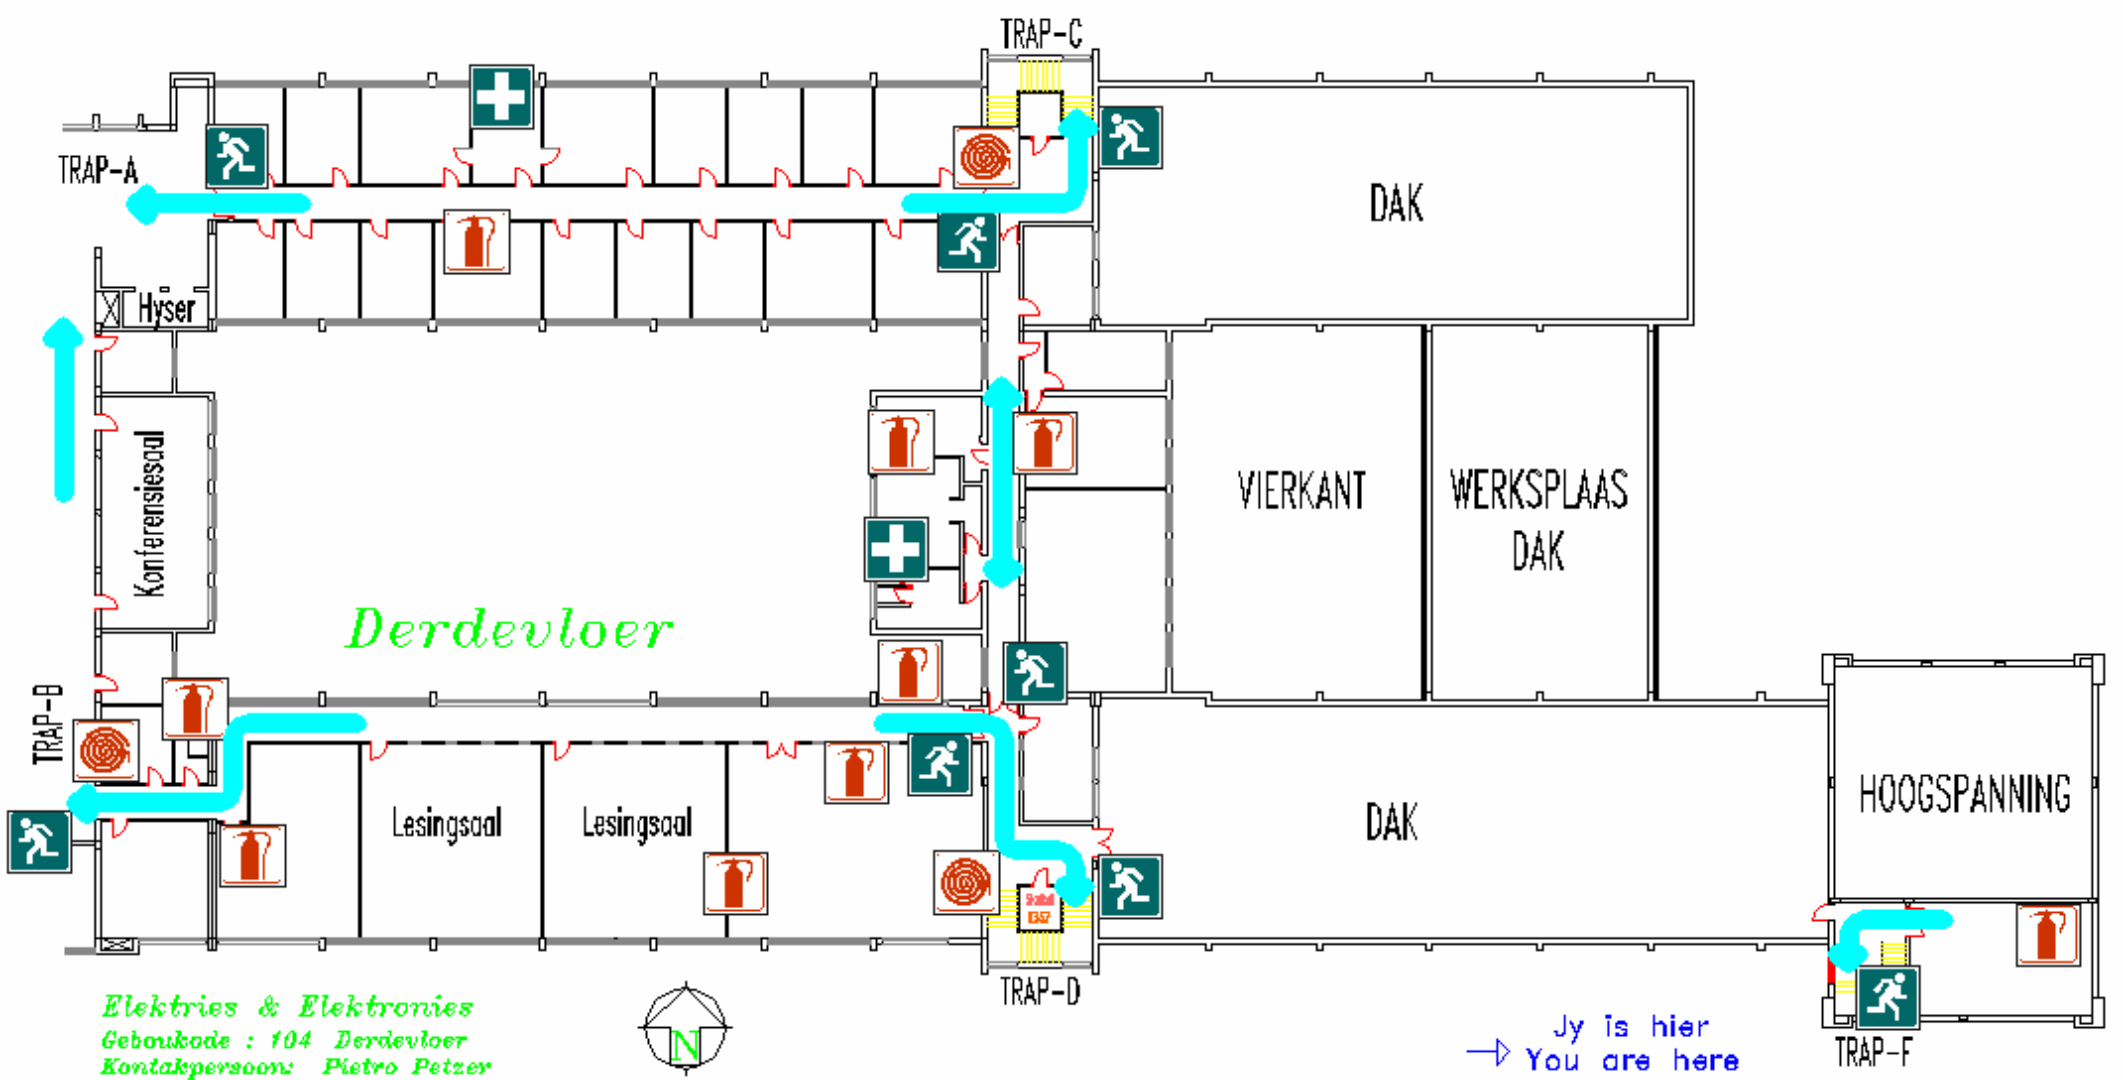 TRAP-C
TRAP-A
DAK
Hyser
Konferensiesaal
VIERKANT
WERKSPLAAS
DAK
Derdevloer
TRAP-B
HOOGSPANNING
Lesingsaal
Lesingsaal
DAK
TRAP-D
TRAP-F
Elektries & Elektronies
Geboukode : 104 Derdevloer
Kontakpersoon: Pietro Petzer
N
Jy is hier
You are here